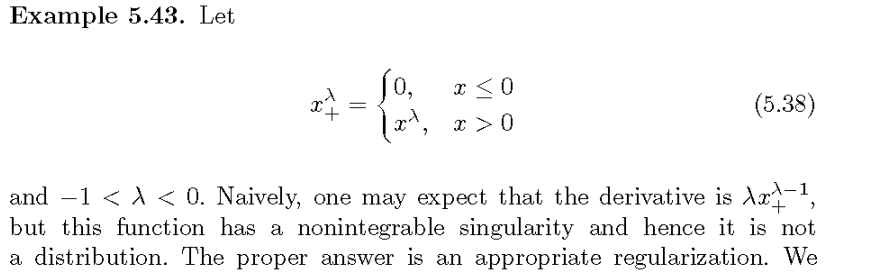 Example 5.43. Let
x_+^λ = { 0, x ≤ 0
x^λ, x > 0 (5.38)
and −1 < λ < 0. Naively, one may expect that the derivative is λx_+^{λ−1},
but this function has a nonintegrable singularity and hence it is not
a distribution. The proper answer is an appropriate regularization. We